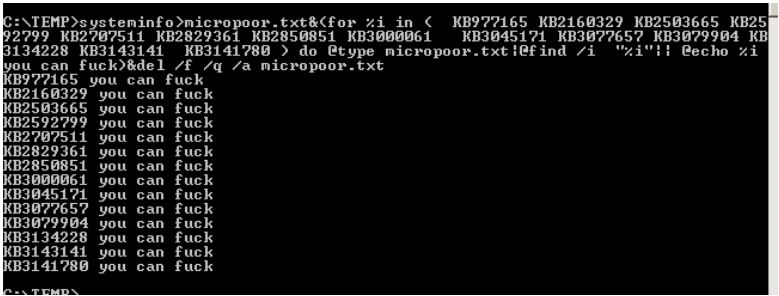 C:\TEMP>systeminfo>micropoor.txt&(for %i in (  KB977165 KB2160329 KB2503665 KB25
92799 KB2707511 KB2829361 KB2850851 KB3000061   KB3045171 KB3077657 KB3079904 KB
3134228 KB3143141  KB3141780 ) do @type micropoor.txt|@find /i  "%i"|| @echo %i
you can fuck)&del /f /q /a micropoor.txt
KB977165 you can fuck
KB2160329 you can fuck
KB2503665 you can fuck
KB2592799 you can fuck
KB2707511 you can fuck
KB2829361 you can fuck
KB2850851 you can fuck
KB3000061 you can fuck
KB3045171 you can fuck
KB3077657 you can fuck
KB3079904 you can fuck
KB3134228 you can fuck
KB3143141 you can fuck
KB3141780 you can fuck
C:\TEMP>